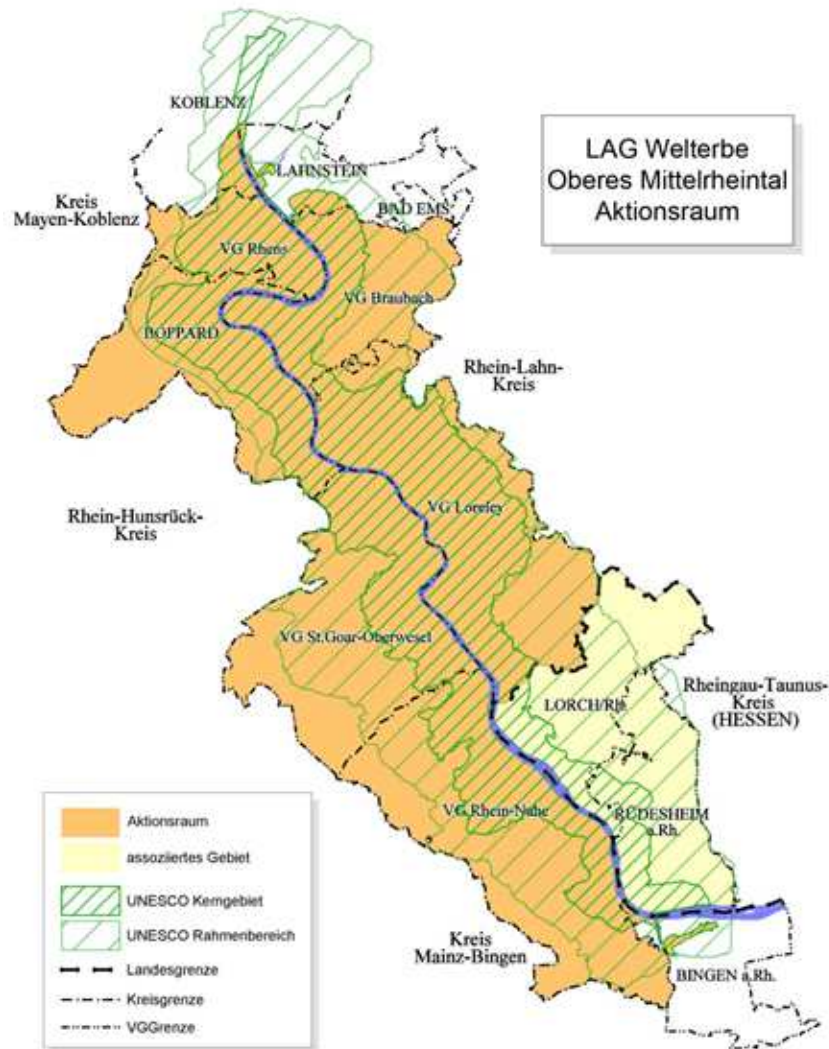 LAG Welterbe
Oberes Mittelrheintal
Aktionsraum
KOBLENZ
LAHNSTEIN
Kreis
Mayen-Koblenz
BAD EMS
VG Rhens
VG Braubach
BOPPARD
Rhein-Lahn-
Kreis
Rhein-Hunsrück-
Kreis
VG Loreley
VG St.Goar-Oberwesel
Rheingau-Taunus-
Kreis
(HESSEN)
LORCH/Rh.
VG Rhein-Nahe
RÜDESHEIM
a.Rh.
Kreis
Mainz-Bingen
BINGEN a.Rh.
Aktionsraum
assoziiertes Gebiet
UNESCO Kerngebiet
UNESCO Rahmenbereich
Landesgrenze
Kreisgrenze
VGGrenze